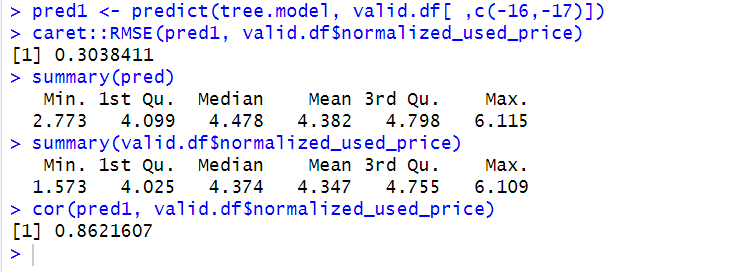 > pred1 <- predict(tree.model, valid.df[ ,c(-16,-17)])
> caret::RMSE(pred1, valid.df$normalized_used_price)
[1] 0.3038411
> summary(pred)
   Min. 1st Qu.  Median    Mean 3rd Qu.    Max.
  2.773   4.099   4.478   4.382   4.798   6.115
> summary(valid.df$normalized_used_price)
   Min. 1st Qu.  Median    Mean 3rd Qu.    Max.
  1.573   4.025   4.374   4.347   4.755   6.109
> cor(pred1, valid.df$normalized_used_price)
[1] 0.8621607
>